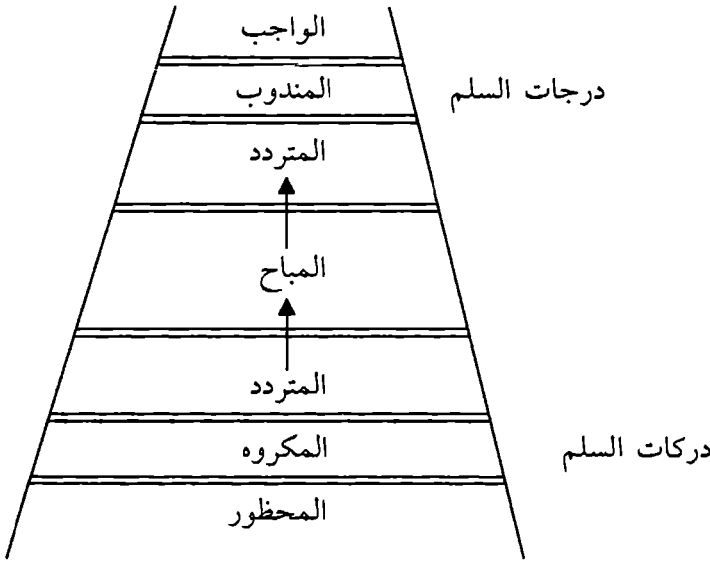 الواجب
المندوب
درجات السلم
المتردد
المباح
المتردد
المكروه
دركات السلم
المحظور